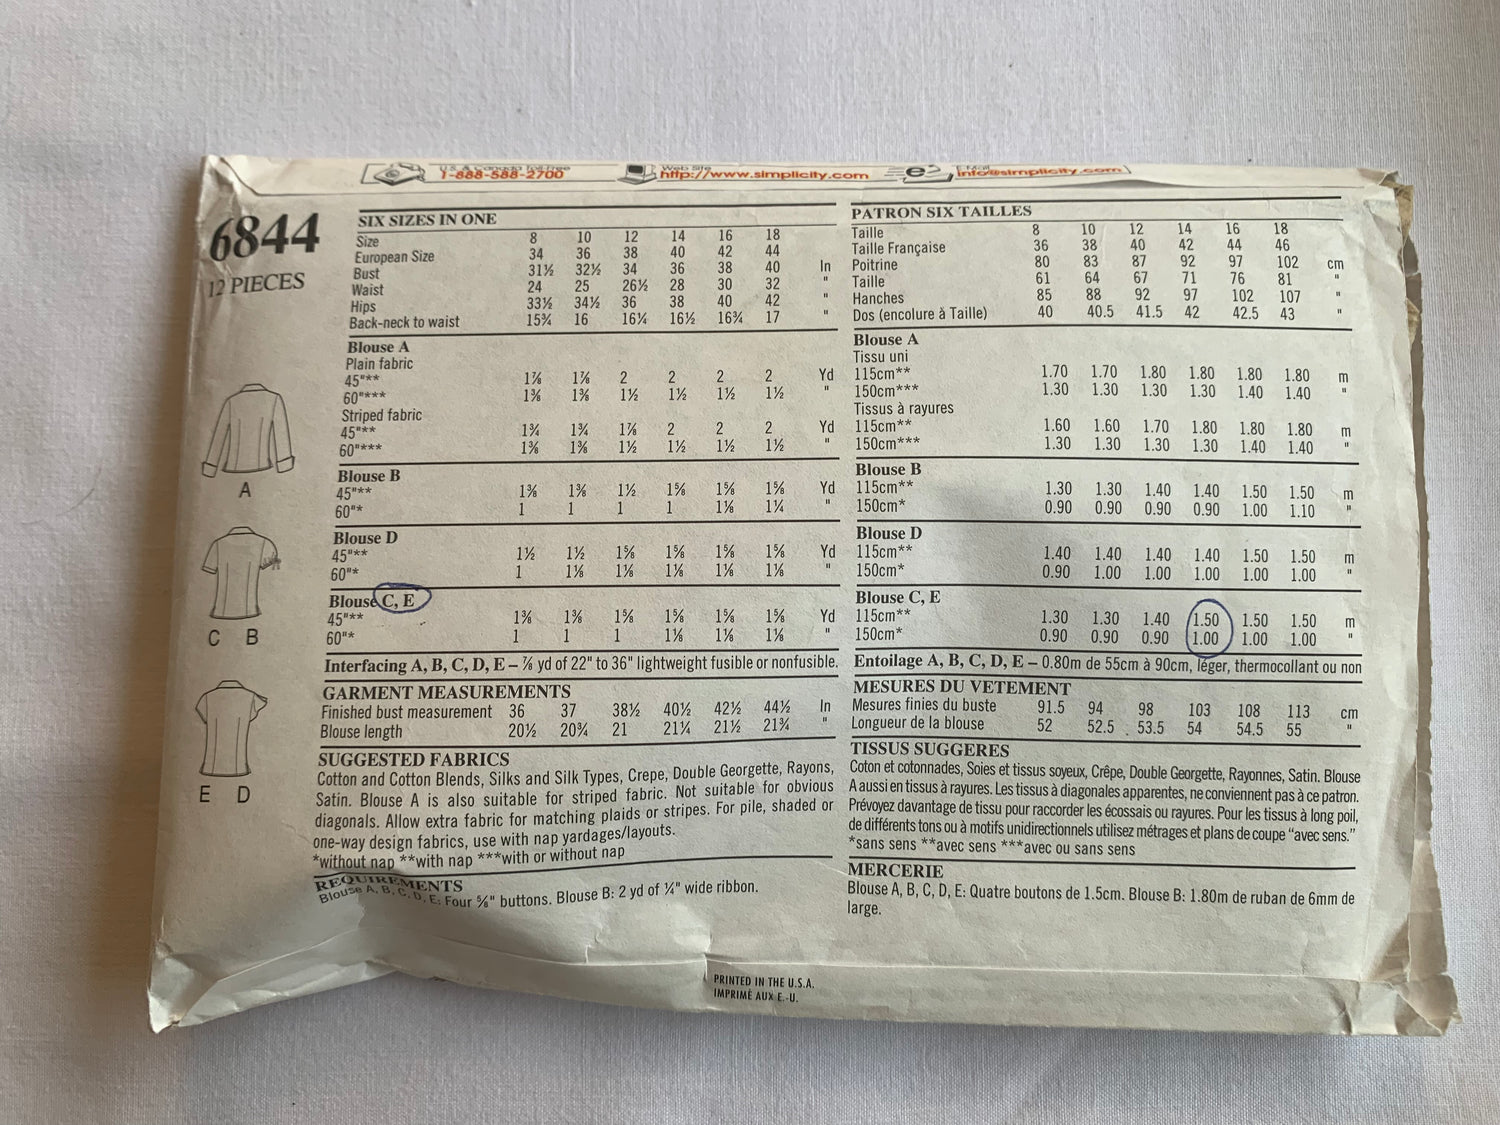 U.S. & Canada Toll-Free
1-888-588-2700
Web Site
http://www.simplicity.com
E-Mail
info@simplicity.com
6844
12 PIECES
A
C B
E D
SIX SIZES IN ONE
Size 8 10 12 14 16 18
European Size 34 36 38 40 42 44
Bust 31½ 32½ 34 36 38 40 In
Waist 24 25 26½ 28 30 32 "
Hips 33½ 34½ 36 38 40 42 "
Back-neck to waist 15¾ 16 16¼ 16½ 16¾ 17 "
Blouse A
Plain fabric
45"** 1⅞ 1⅞ 2 2 2 2 Yd
60"*** 1⅜ 1⅜ 1½ 1½ 1½ 1½ "
Striped fabric
45"** 1¾ 1¾ 1⅞ 2 2 2 Yd
60"*** 1⅜ 1⅜ 1½ 1½ 1½ 1½ "
Blouse B
45"** 1⅜ 1⅜ 1½ 1⅝ 1⅝ 1⅝ Yd
60"* 1 1 1 1 1⅛ 1¼ "
Blouse D
45"** 1½ 1½ 1⅝ 1⅝ 1⅝ 1⅝ Yd
60"* 1 1⅛ 1⅛ 1⅛ 1⅛ 1⅛ "
Blouse C, E
45"** 1⅜ 1⅜ 1⅝ 1⅝ 1⅝ 1⅝ Yd
60"* 1 1 1 1⅛ 1⅛ 1⅛ "
Interfacing A, B, C, D, E – ⅞ yd of 22" to 36" lightweight fusible or nonfusible.
GARMENT MEASUREMENTS
Finished bust measurement 36 37 38½ 40½ 42½ 44½ In
Blouse length 20½ 20¾ 21 21¼ 21½ 21¾ "
SUGGESTED FABRICS
Cotton and Cotton Blends, Silks and Silk Types, Crepe, Double Georgette, Rayons,
Satin. Blouse A is also suitable for striped fabric. Not suitable for obvious
diagonals. Allow extra fabric for matching plaids or stripes. For pile, shaded or
one-way design fabrics, use with nap yardages/layouts.
*without nap **with nap ***with or without nap
REQUIREMENTS
Blouse A, B, C, D, E: Four ⅝" buttons. Blouse B: 2 yd of ¼" wide ribbon.
PATRON SIX TAILLES
Taille 8 10 12 14 16 18
Taille Française 36 38 40 42 44 46
Poitrine 80 83 87 92 97 102 cm
Taille 61 64 67 71 76 81 "
Hanches 85 88 92 97 102 107 "
Dos (encolure à Taille) 40 40.5 41.5 42 42.5 43 "
Blouse A
Tissu uni
115cm** 1.70 1.70 1.80 1.80 1.80 1.80 m
150cm*** 1.30 1.30 1.30 1.30 1.40 1.40 "
Tissus à rayures
115cm** 1.60 1.60 1.70 1.80 1.80 1.80 m
150cm*** 1.30 1.30 1.30 1.30 1.40 1.40 "
Blouse B
115cm** 1.30 1.30 1.40 1.40 1.50 1.50 m
150cm* 0.90 0.90 0.90 0.90 1.00 1.10 "
Blouse D
115cm** 1.40 1.40 1.40 1.40 1.50 1.50 m
150cm* 0.90 1.00 1.00 1.00 1.00 1.00 "
Blouse C, E
115cm** 1.30 1.30 1.40 1.50 1.50 1.50 m
150cm* 0.90 0.90 0.90 1.00 1.00 1.00 "
Entoilage A, B, C, D, E – 0.80m de 55cm à 90cm, léger, thermocollant ou non
MESURES DU VETEMENT
Mesures finies du buste 91.5 94 98 103 108 113 cm
Longueur de la blouse 52 52.5 53.5 54 54.5 55 "
TISSUS SUGGERES
Coton et cotonnades, Soies et tissus soyeux, Crêpe, Double Georgette, Rayonnes, Satin. Blouse
A aussi en tissus à rayures. Les tissus à diagonales apparentes, ne conviennent pas à ce patron.
Prévoyez davantage de tissu pour raccorder les écossais ou rayures. Pour les tissus à long poil,
de différents tons ou à motifs unidirectionnels utilisez métrages et plans de coupe "avec sens."
*sans sens **avec sens ***avec ou sans sens
MERCERIE
Blouse A, B, C, D, E: Quatre boutons de 1.5cm. Blouse B: 1.80m de ruban de 6mm de
large.
PRINTED IN THE U.S.A.
IMPRIMÉ AUX E.-U.